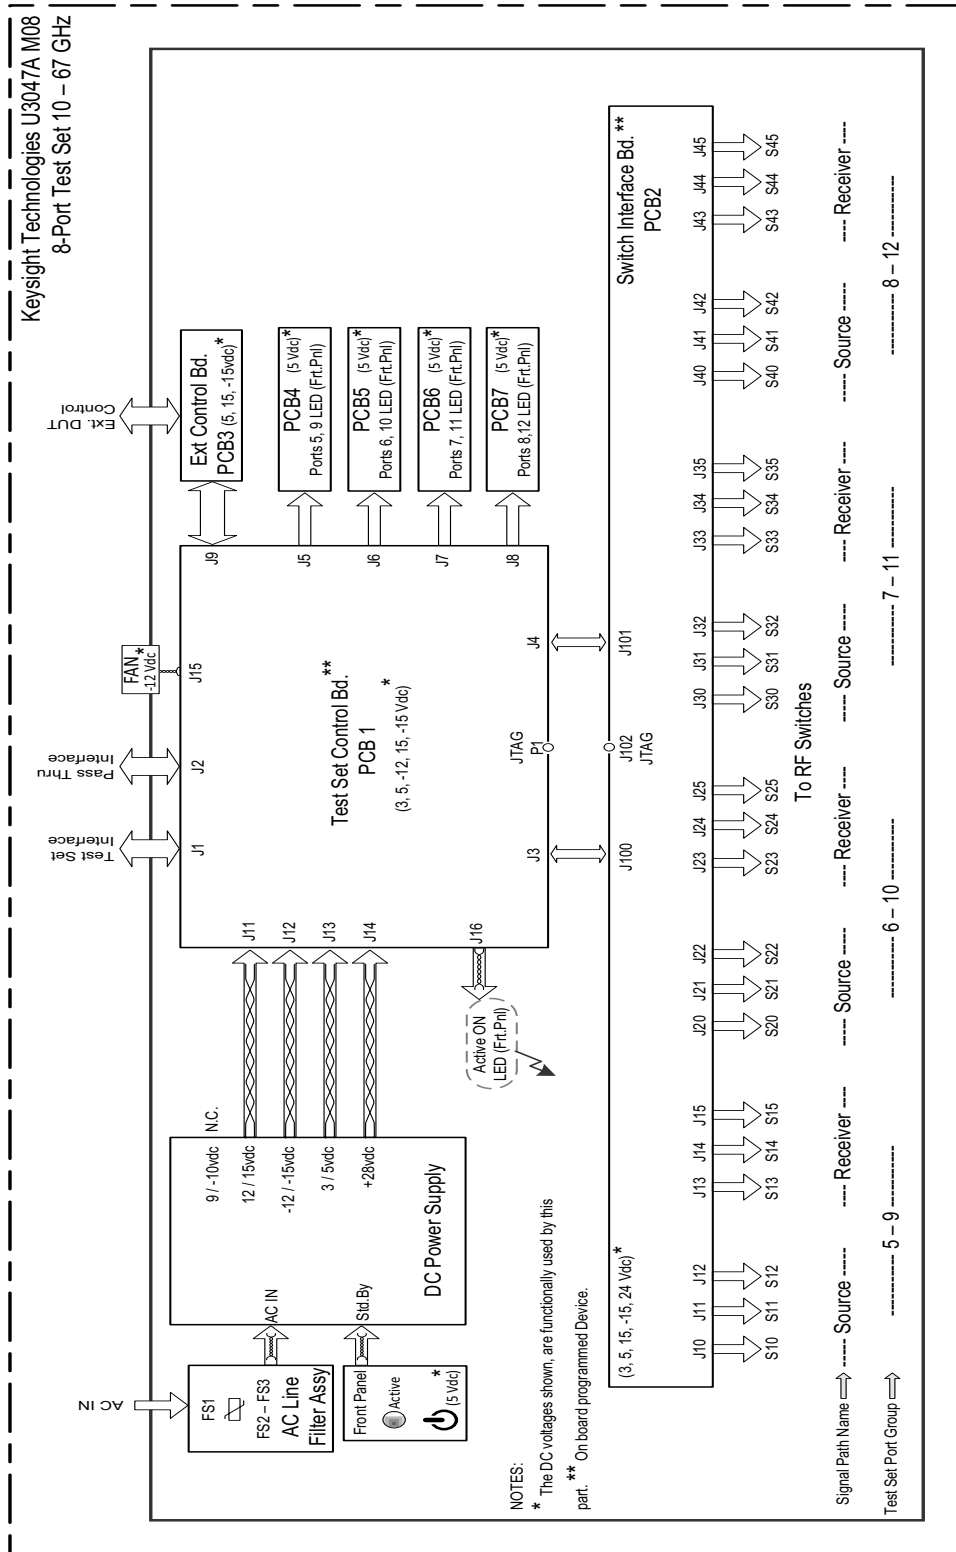 Keysight Technologies U3047A M08
8-Port Test Set 10 – 67 GHz
AC IN
Test Set
Interface
Pass Thru
Interface
FAN *
-12 Vdc
Ext. DUT
Control
FS1
FS2 – FS3
AC Line
Filter Assy
AC IN
Front Panel
Active
(5 Vdc) *
Std.By
9 / -10vdc N.C.
12 / 15vdc
-12 / -15vdc
3 / 5vdc
+28vdc
DC Power Supply
J11
J12
J13
J14
J16
Active ON
LED (Frt.Pnl)
J1
J2
J15
J9
Test Set Control Bd. **
PCB 1
(3, 5, -12, 15, -15 Vdc) *
J5
J6
J7
J8
J3
JTAG
P1
J4
Ext Control Bd.
PCB3 (5, 15, -15vdc) *
PCB4 (5 Vdc) *
Ports 5, 9 LED (Frt.Pnl)
PCB5 (5 Vdc) *
Ports 6, 10 LED (Frt.Pnl)
PCB6 (5 Vdc) *
Ports 7, 11 LED (Frt.Pnl)
PCB7 (5 Vdc) *
Ports 8,12 LED (Frt.Pnl)
NOTES:
* The DC voltages shown, are functionally used by this
part. ** On board programmed Device.
J100
J102
JTAG
J101
Switch Interface Bd. **
PCB2
(3, 5, 15, -15, 24 Vdc) *
J10 J11 J12 J13 J14 J15 J20 J21 J22 J23 J24 J25 J30 J31 J32 J33 J34 J35 J40 J41 J42 J43 J44 J45
S10 S11 S12 S13 S14 S15 S20 S21 S22 S23 S24 S25 S30 S31 S32 S33 S34 S35 S40 S41 S42 S43 S44 S45
To RF Switches
Signal Path Name ----- Source ---- ---- Receiver ---- ---- Source ---- ---- Receiver ---- ---- Source ---- ---- Receiver ---- ---- Source ---- ---- Receiver ----
Test Set Port Group ---------- 5 – 9 ---------- ---------- 6 – 10 ---------- ---------- 7 – 11 ---------- ---------- 8 – 12 ----------